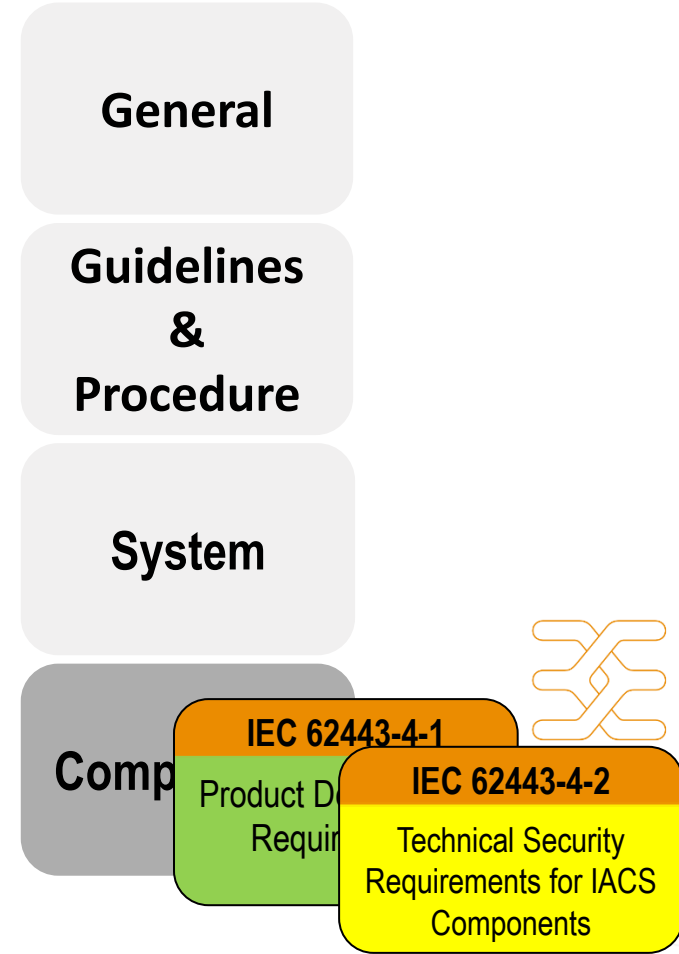 General
Guidelines
&
Procedure
System
Comp
IEC 62443-4-1
Product D
Requir
IEC 62443-4-2
Technical Security
Requirements for IACS
Components